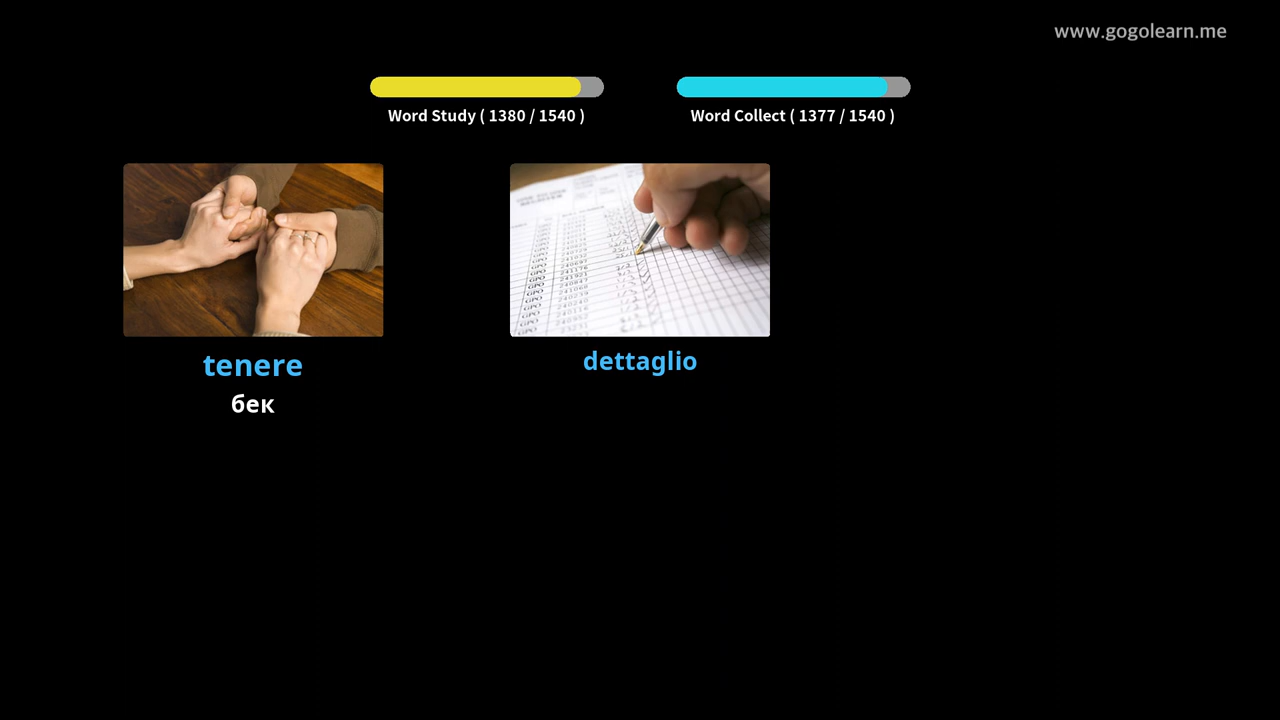 www.gogolearn.me
Word Study ( 1380 / 1540 )
Word Collect ( 1377 / 1540 )
tenere
бек
dettaglio